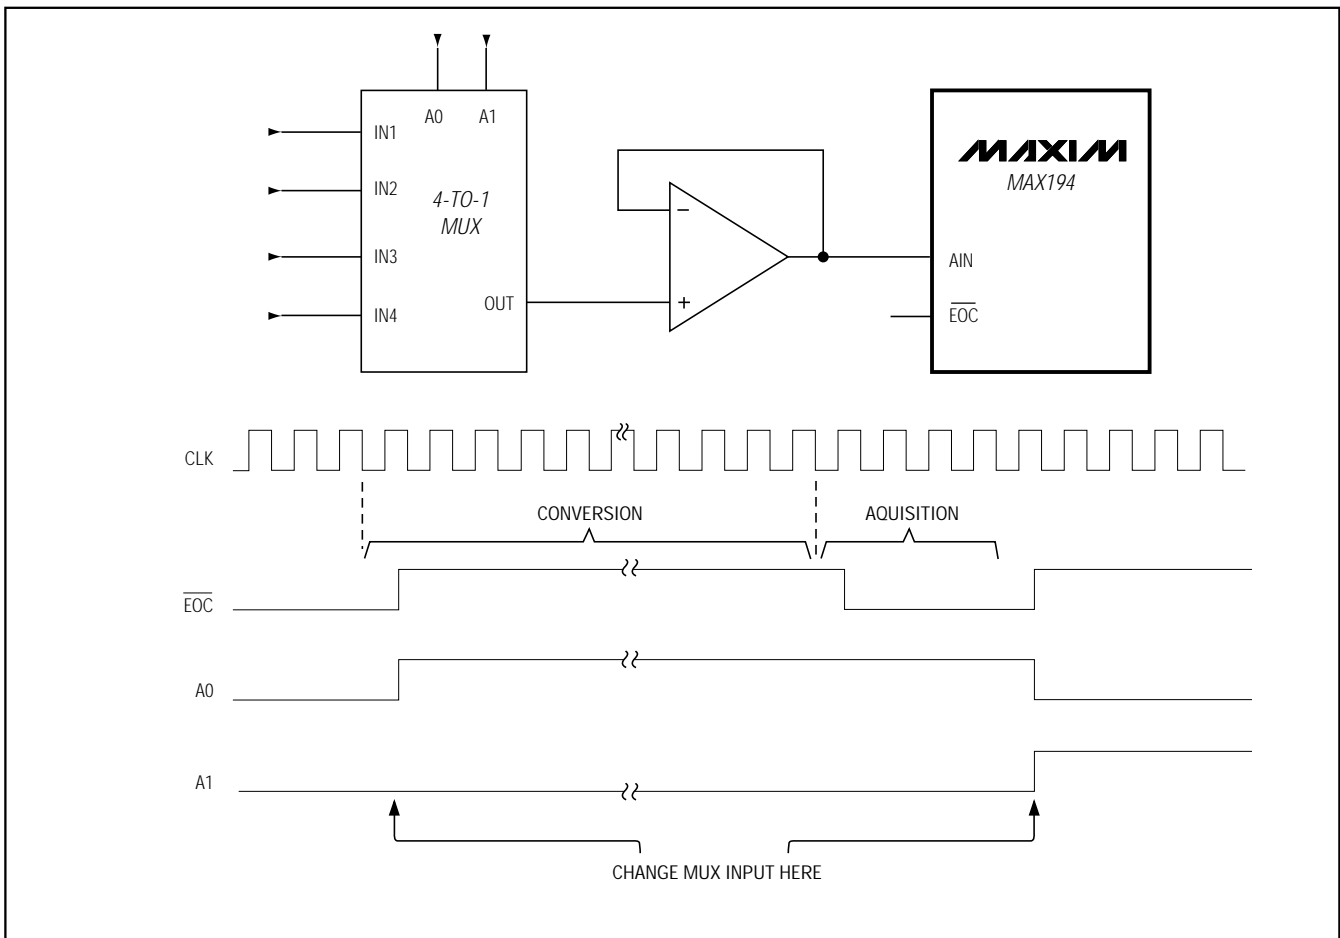 A0 A1
IN1
IN2
IN3
IN4
4-TO-1
MUX
OUT
−
+
MAXIM
MAX194
AIN
EOC
CLK
CONVERSION
AQUISITION
EOC
A0
A1
CHANGE MUX INPUT HERE